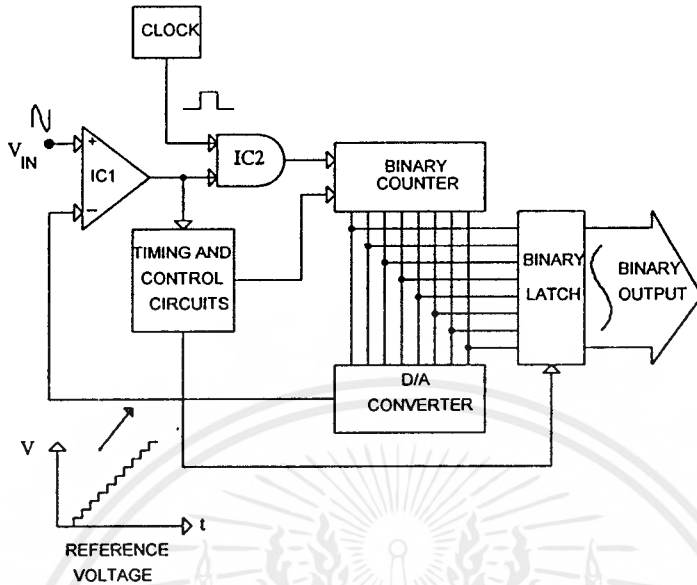 CLOCK
V IN
+
IC1
−
IC2
BINARY
COUNTER
TIMING AND
CONTROL
CIRCUITS
BINARY
LATCH
BINARY
OUTPUT
D/A
CONVERTER
V
t
REFERENCE
VOLTAGE